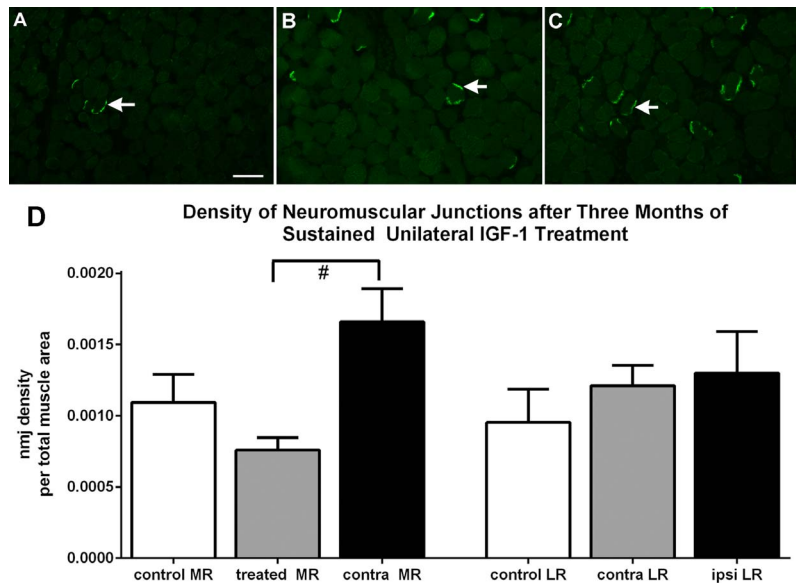 A
B
C
D
Density of Neuromuscular Junctions after Three Months of
Sustained Unilateral IGF-1 Treatment
#
nmj density
per total muscle area
0.0020
0.0015
0.0010
0.0005
0.0000
control MR
treated MR
contra MR
control LR
contra LR
ipsi LR